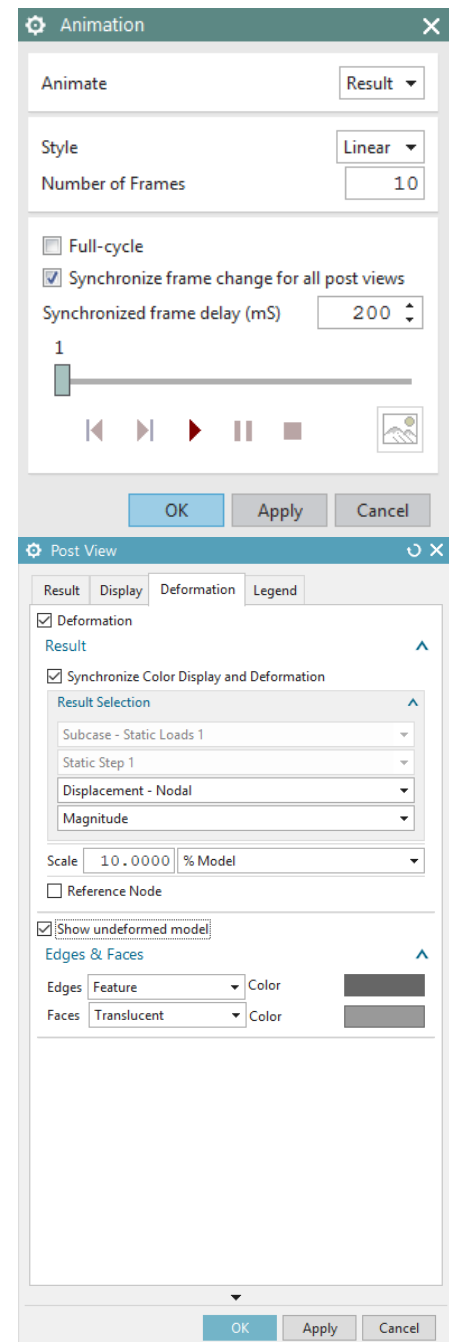 Animation
Animate Result
Style Linear
Number of Frames 10
Full-cycle
Synchronize frame change for all post views
Synchronized frame delay (mS) 200
1
OK Apply Cancel
Post View
Result Display Deformation Legend
Deformation
Result
Synchronize Color Display and Deformation
Result Selection
Subcase - Static Loads 1
Static Step 1
Displacement - Nodal
Magnitude
Scale 10.0000 % Model
Reference Node
Show undeformed model
Edges & Faces
Edges Feature Color
Faces Translucent Color
OK Apply Cancel